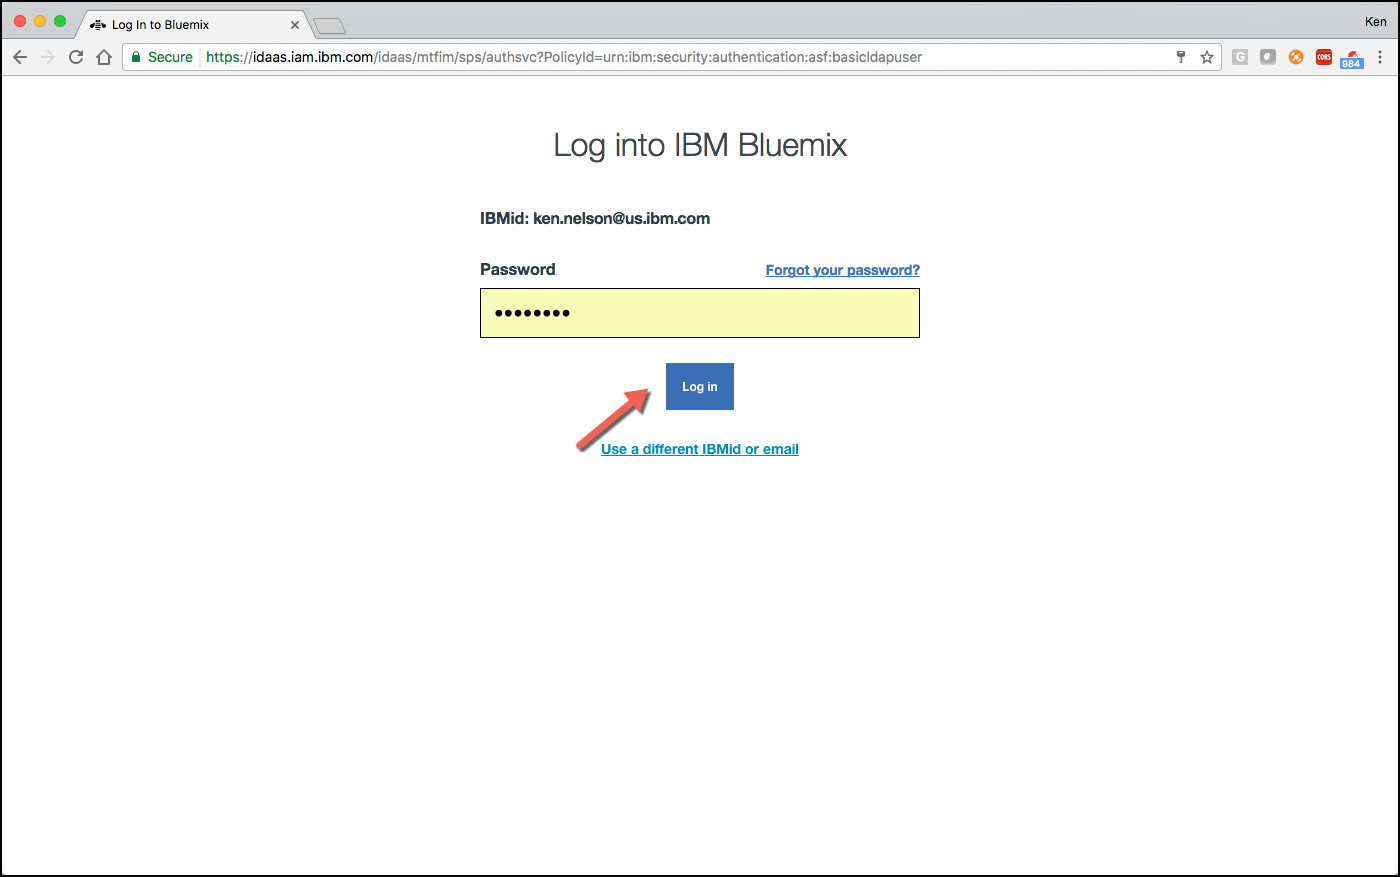 Log In to Bluemix
Ken
Secure https://idaas.iam.ibm.com/idaas/mtfim/sps/authsvc?PolicyId=urn:ibm:security:authentication:asf:basicldapuser
G
CORS
984
Log into IBM Bluemix
IBMid: ken.nelson@us.ibm.com
Password Forgot your password?
Log in
Use a different IBMid or email